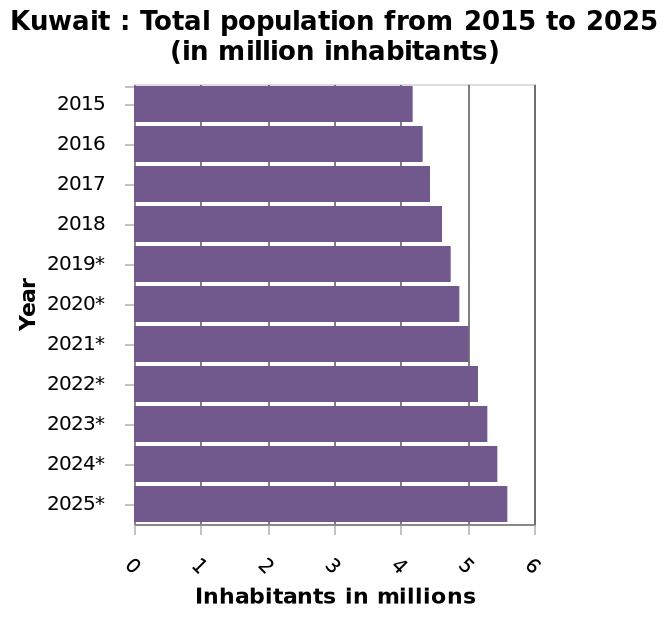 Kuwait : Total population from 2015 to 2025
(in million inhabitants)
2015
2016
2017
2018
2019*
2020*
2021*
2022*
2023*
2024*
2025*
Year
0 1 2 3 4 5 6
Inhabitants in millions